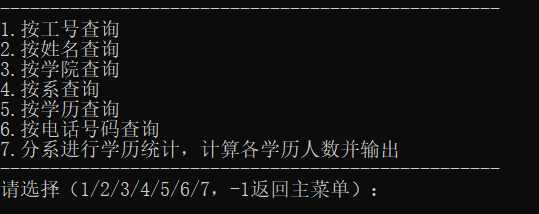 --------------------------------------------------
1.按工号查询
2.按姓名查询
3.按学院查询
4.按系查询
5.按学历查询
6.按电话号码查询
7.分系进行学历统计，计算各学历人数并输出
--------------------------------------------------
请选择（1/2/3/4/5/6/7，-1返回主菜单）：